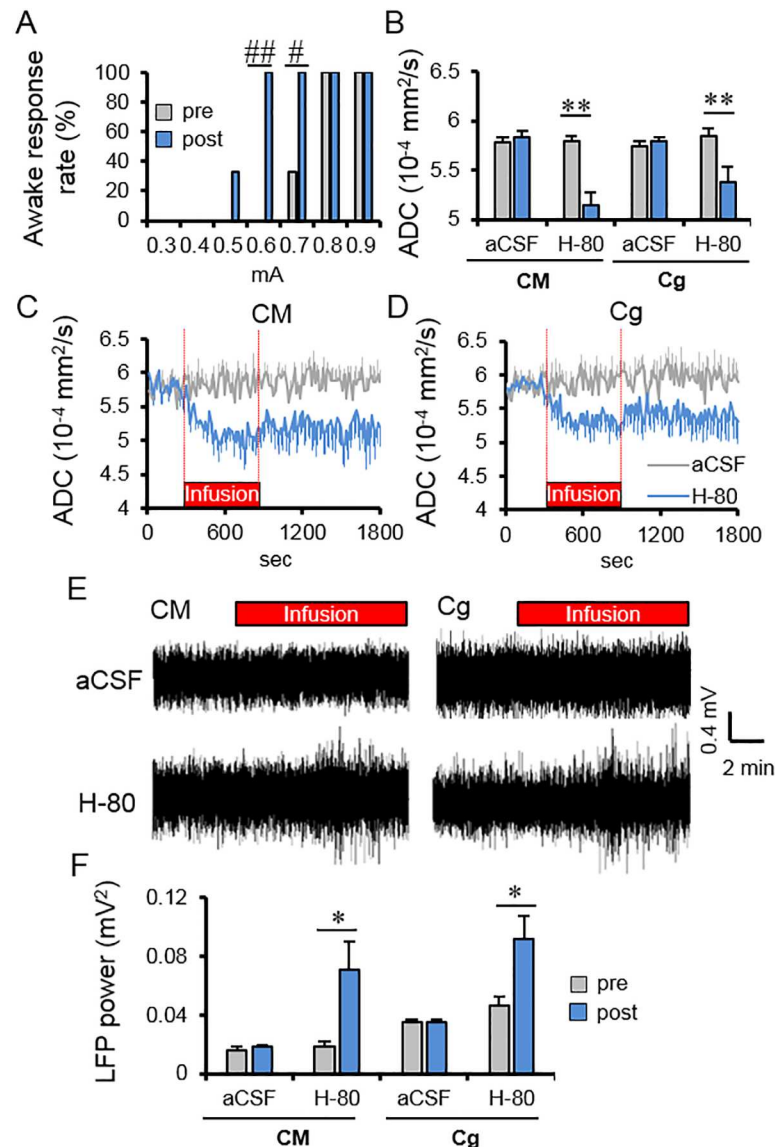 A
Awake response
rate (%)
100
80
60
40
20
0
##
#
pre
post
0.3 0.4 0.5 0.6 0.7 0.8 0.9
mA
B
ADC (10⁻⁴ mm²/s)
6.5
6
5.5
5
**
**
aCSF H-80 aCSF H-80
CM Cg
C
CM
ADC (10⁻⁴ mm²/s)
6.5
6
5.5
5
4.5
4
Infusion
0 600 1200 1800
sec
D
Cg
ADC (10⁻⁴ mm²/s)
6.5
6
5.5
5
4.5
4
aCSF
H-80
Infusion
0 600 1200 1800
sec
E
CM Infusion Cg Infusion
aCSF
H-80
0.4 mV
2 min
F
LFP power (mV²)
0.12
0.08
0.04
0
*
*
pre
post
aCSF H-80 aCSF H-80
CM Cg